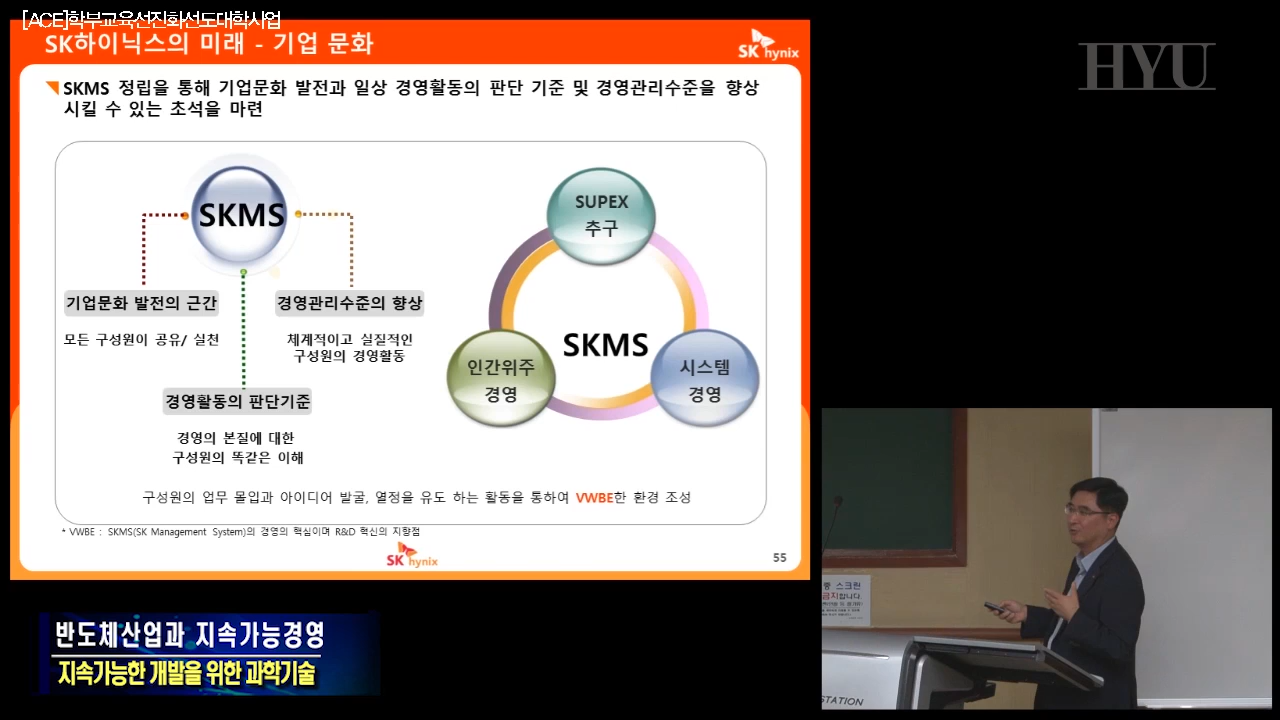 [ACE]학부교육선진화선도대학사업
SK하이닉스의 미래 - 기업 문화
SK hynix
HYU
SKMS 정립을 통해 기업문화 발전과 일상 경영활동의 판단 기준 및 경영관리수준을 향상
시킬 수 있는 초석을 마련
SKMS
기업문화 발전의 근간
모든 구성원이 공유/ 실천
경영관리수준의 향상
체계적이고 실질적인
구성원의 경영활동
경영활동의 판단기준
경영의 본질에 대한
구성원의 똑같은 이해
SUPEX
추구
SKMS
인간위주
경영
시스템
경영
구성원의 업무 몰입과 아이디어 발굴, 열정을 유도 하는 활동을 통하여 VWBE한 환경 조성
* VWBE : SKMS(SK Management System)의 경영의 핵심이며 R&D 혁신의 지향점
SK hynix
55
반도체산업과 지속가능경영
지속가능한 개발을 위한 과학기술
스크린
금지합니다.
STATION